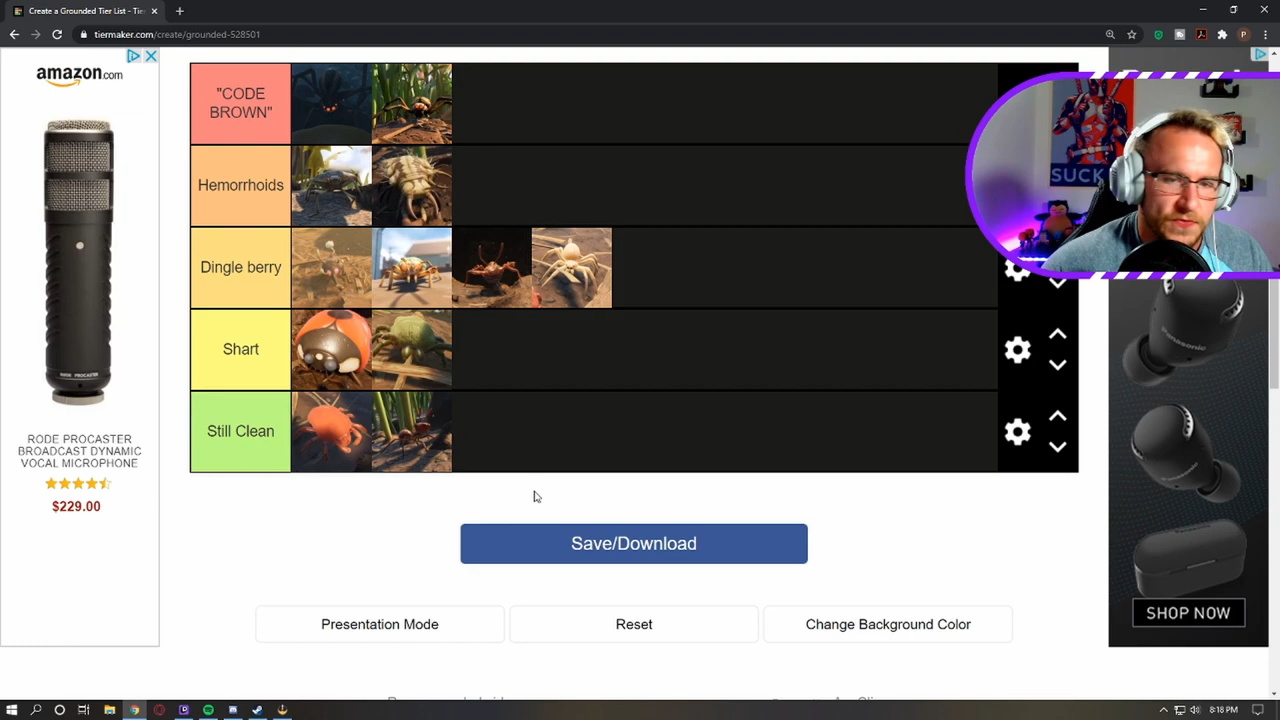 Create a Grounded Tier List - Tie
tiermaker.com/create/grounded-528501
P
amazon.com
RODE PROCASTER
BROADCAST DYNAMIC
VOCAL MICROPHONE
$229.00
"CODE
BROWN"
Hemorrhoids
Dingle berry
Shart
Still Clean
SUCK
Panasonic
SHOP NOW
Save/Download
Presentation Mode
Reset
Change Background Color
8:18 PM